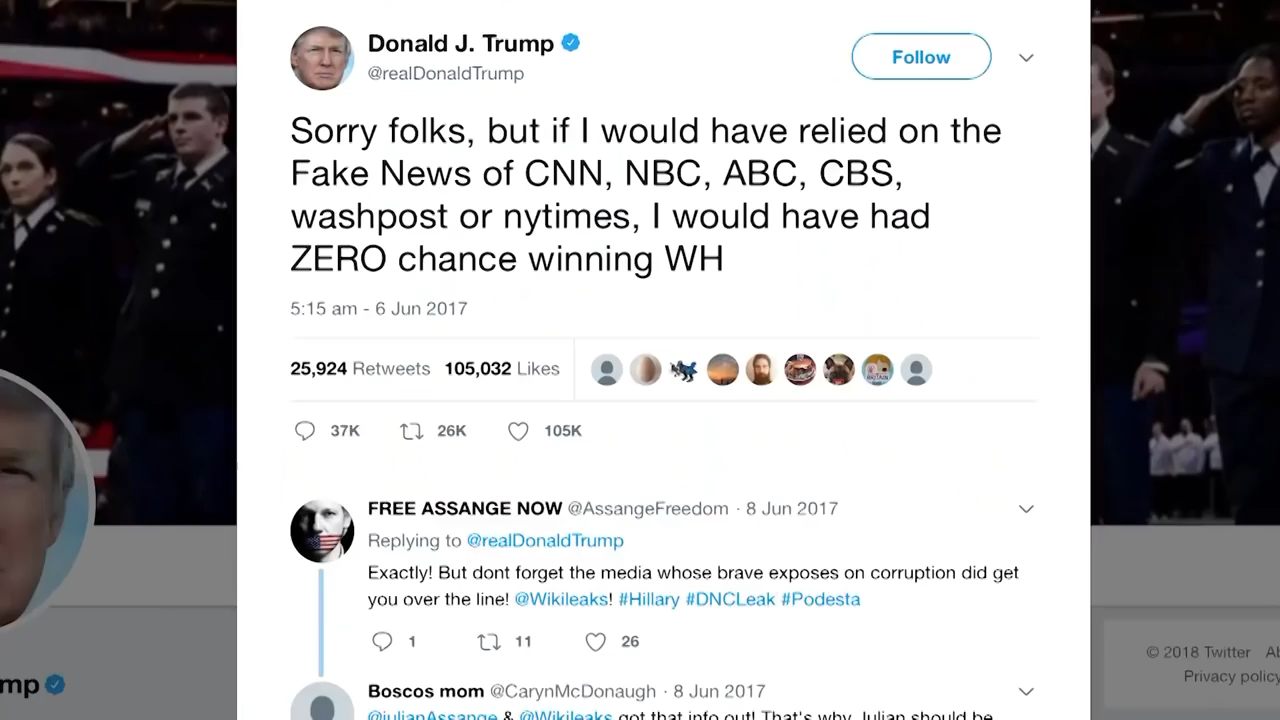 Donald J. Trump
@realDonaldTrump
Follow
Sorry folks, but if I would have relied on the
Fake News of CNN, NBC, ABC, CBS,
washpost or nytimes, I would have had
ZERO chance winning WH
5:15 am - 6 Jun 2017
25,924 Retweets 105,032 Likes
37K 26K 105K
FREE ASSANGE NOW @AssangeFreedom · 8 Jun 2017
Replying to @realDonaldTrump
Exactly! But dont forget the media whose brave exposes on corruption did get
you over the line! @Wikileaks! #Hillary #DNCLeak #Podesta
1 11 26
Boscos mom @CarynMcDonaugh · 8 Jun 2017
@julianAssange & @Wikileaks got that info out! That's why Julian should be
mp
© 2018 Twitter Ab
Privacy policy